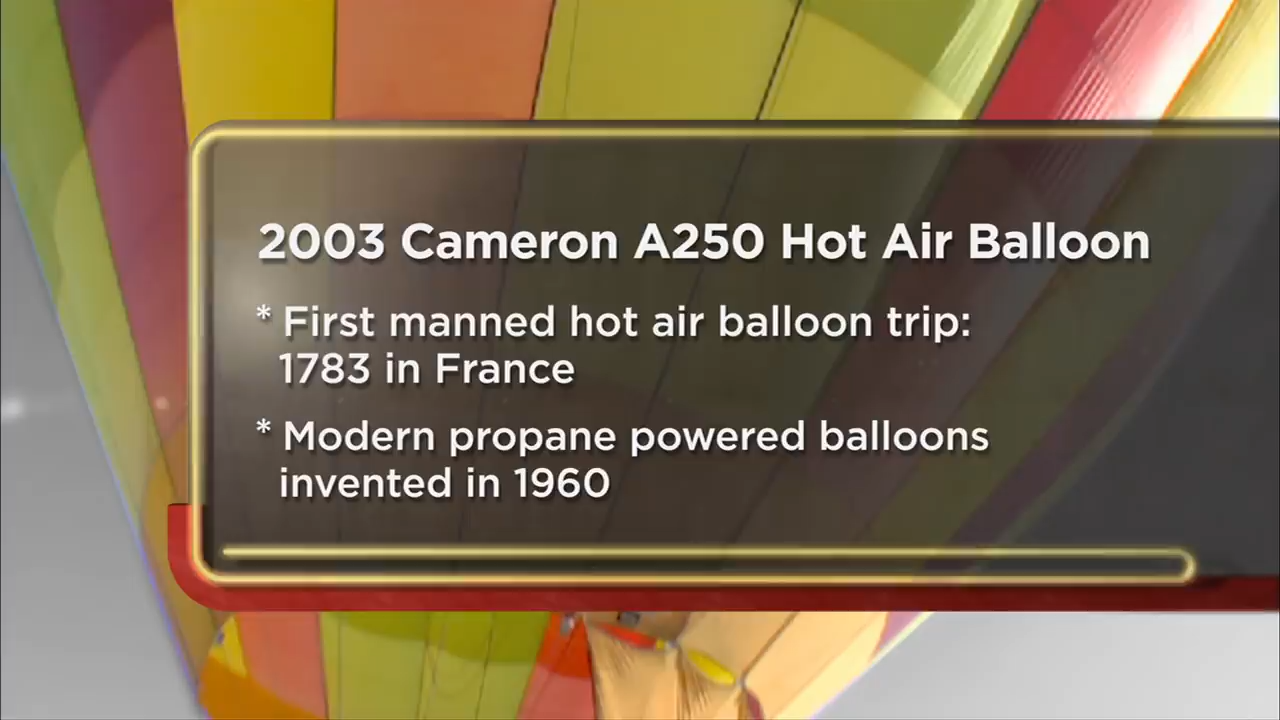 2003 Cameron A250 Hot Air Balloon
* First manned hot air balloon trip:
1783 in France
* Modern propane powered balloons
invented in 1960